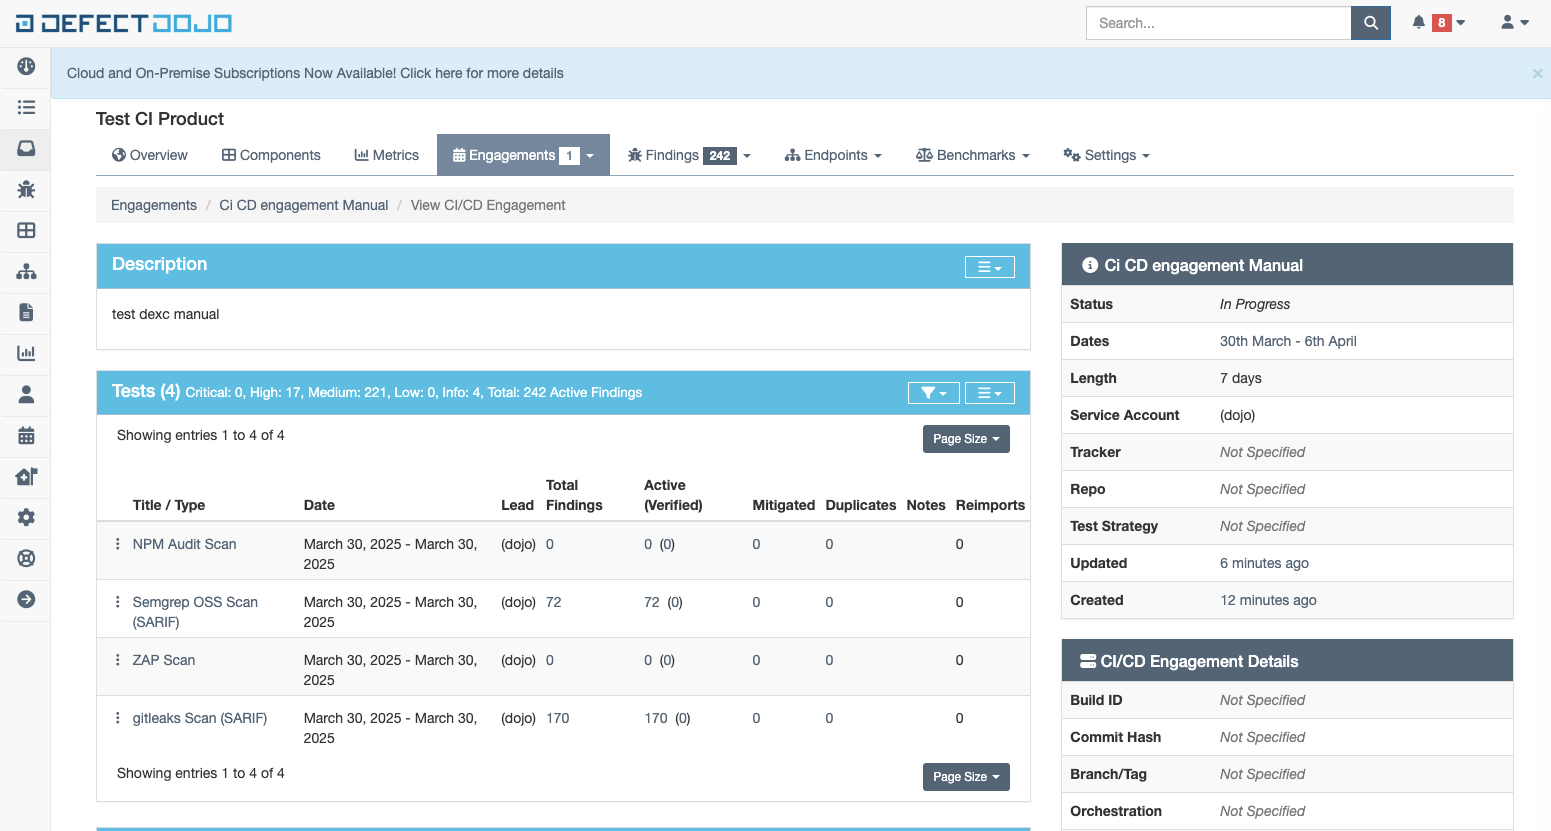 DEFECTDOJO
Search...
8
Cloud and On-Premise Subscriptions Now Available! Click here for more details
×
Test CI Product
Overview
Components
Metrics
Engagements 1
Findings 242
Endpoints
Benchmarks
Settings
Engagements / Ci CD engagement Manual / View CI/CD Engagement
Description
test dexc manual
Tests (4) Critical: 0, High: 17, Medium: 221, Low: 0, Info: 4, Total: 242 Active Findings
Showing entries 1 to 4 of 4
Page Size
Title / Type Date Lead Total Findings Active (Verified) Mitigated Duplicates Notes Reimports
NPM Audit Scan March 30, 2025 - March 30, 2025 (dojo) 0 0 (0) 0 0 0
Semgrep OSS Scan (SARIF) March 30, 2025 - March 30, 2025 (dojo) 72 72 (0) 0 0 0
ZAP Scan March 30, 2025 - March 30, 2025 (dojo) 0 0 (0) 0 0 0
gitleaks Scan (SARIF) March 30, 2025 - March 30, 2025 (dojo) 170 170 (0) 0 0 0
Showing entries 1 to 4 of 4
Page Size
Ci CD engagement Manual
Status In Progress
Dates 30th March - 6th April
Length 7 days
Service Account (dojo)
Tracker Not Specified
Repo Not Specified
Test Strategy Not Specified
Updated 6 minutes ago
Created 12 minutes ago
CI/CD Engagement Details
Build ID Not Specified
Commit Hash Not Specified
Branch/Tag Not Specified
Orchestration Not Specified